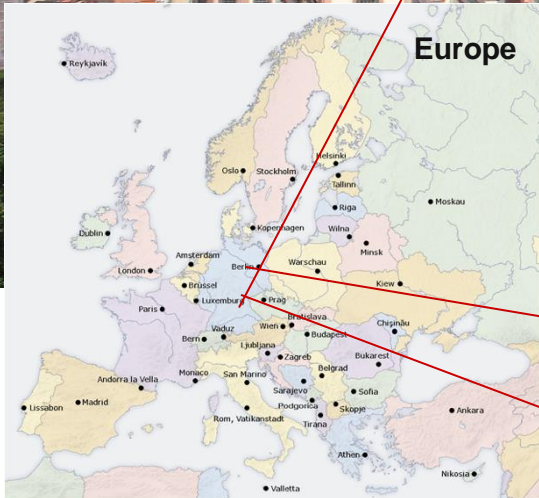 Europe
Reykjavik
Helsinki
Oslo
Stockholm
Tallinn
Riga
Moskau
Dublin
Kopenhagen
Wilna
Minsk
Amsterdam
London
Berlin
Warschau
Brüssel
Kiew
Luxemburg
Prag
Paris
Bratislava
Wien
Chişinău
Vaduz
Budapest
Bern
Ljubljana
Zagreb
Bukarest
Monaco
San Marino
Belgrad
Andorra la Vella
Sarajevo
Sofia
Madrid
Podgorica
Skopje
Lissabon
Rom, Vatikanstadt
Tirana
Ankara
Athen
Nikosia
Valletta